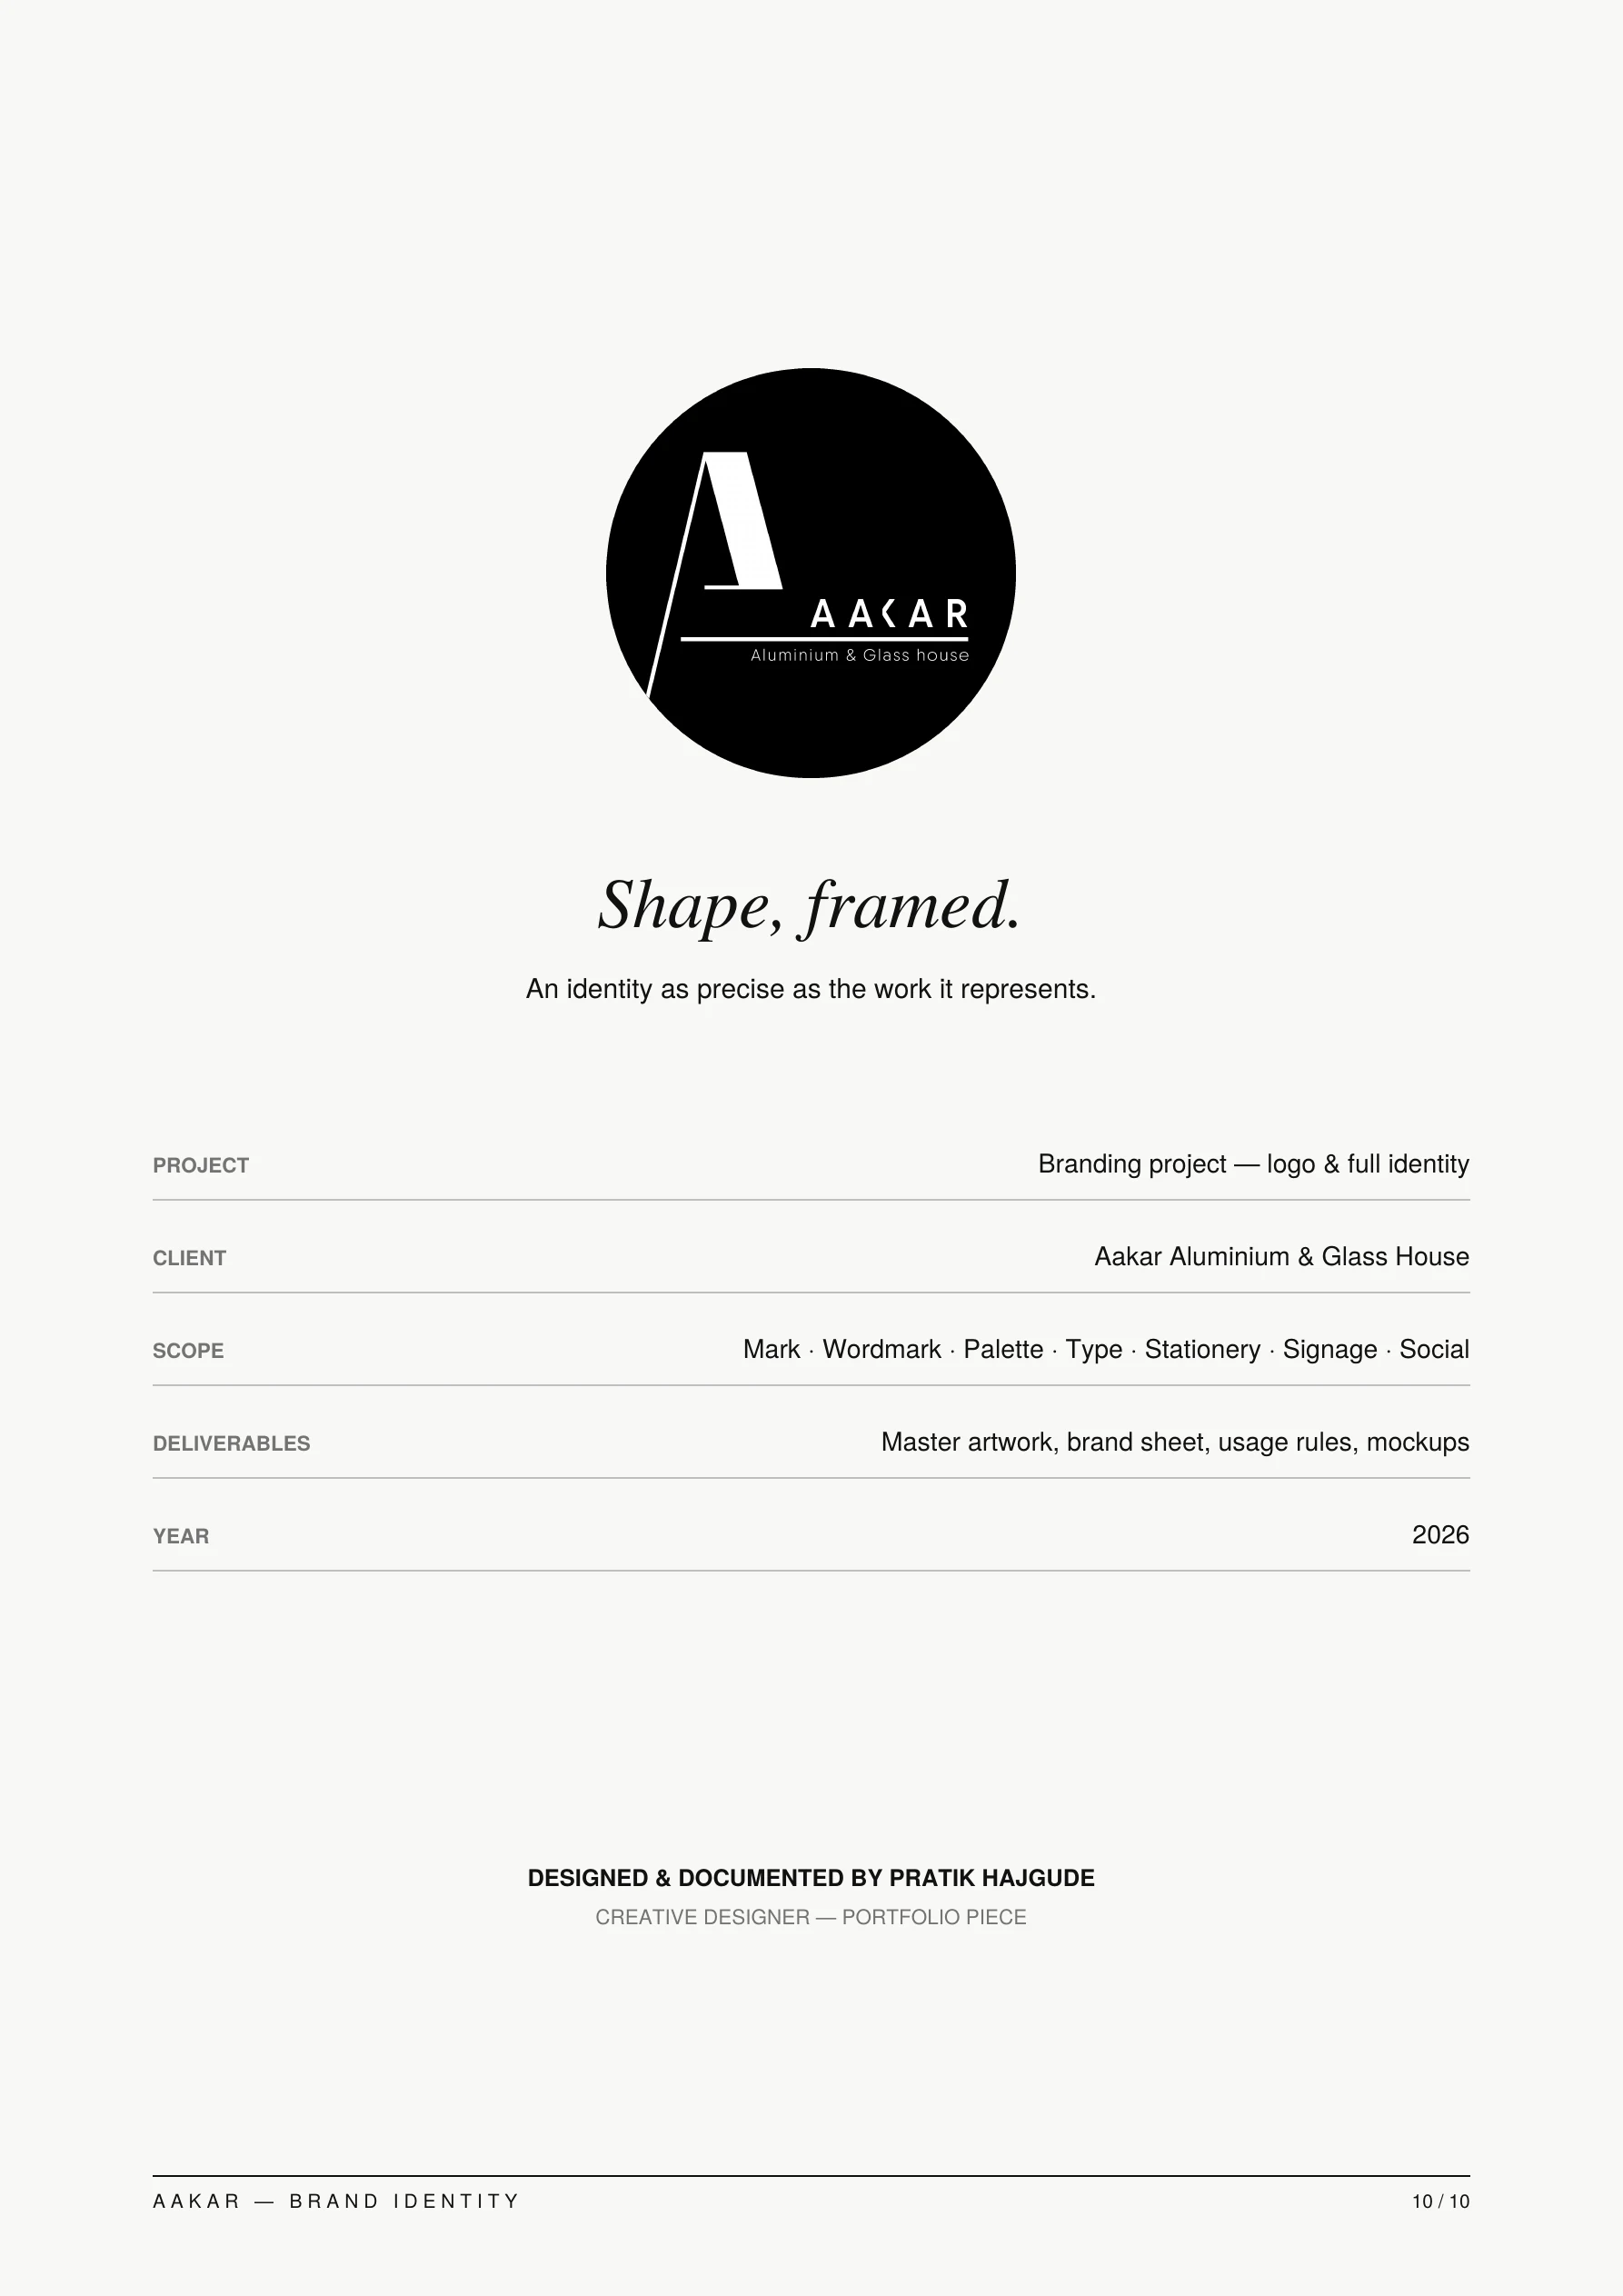 AAKAR
Aluminium & Glass house
Shape, framed.
An identity as precise as the work it represents.
PROJECT Branding project — logo & full identity
CLIENT Aakar Aluminium & Glass House
SCOPE Mark · Wordmark · Palette · Type · Stationery · Signage · Social
DELIVERABLES Master artwork, brand sheet, usage rules, mockups
YEAR 2026
DESIGNED & DOCUMENTED BY PRATIK HAJGUDE
CREATIVE DESIGNER — PORTFOLIO PIECE
AAKAR — BRAND IDENTITY 10 / 10